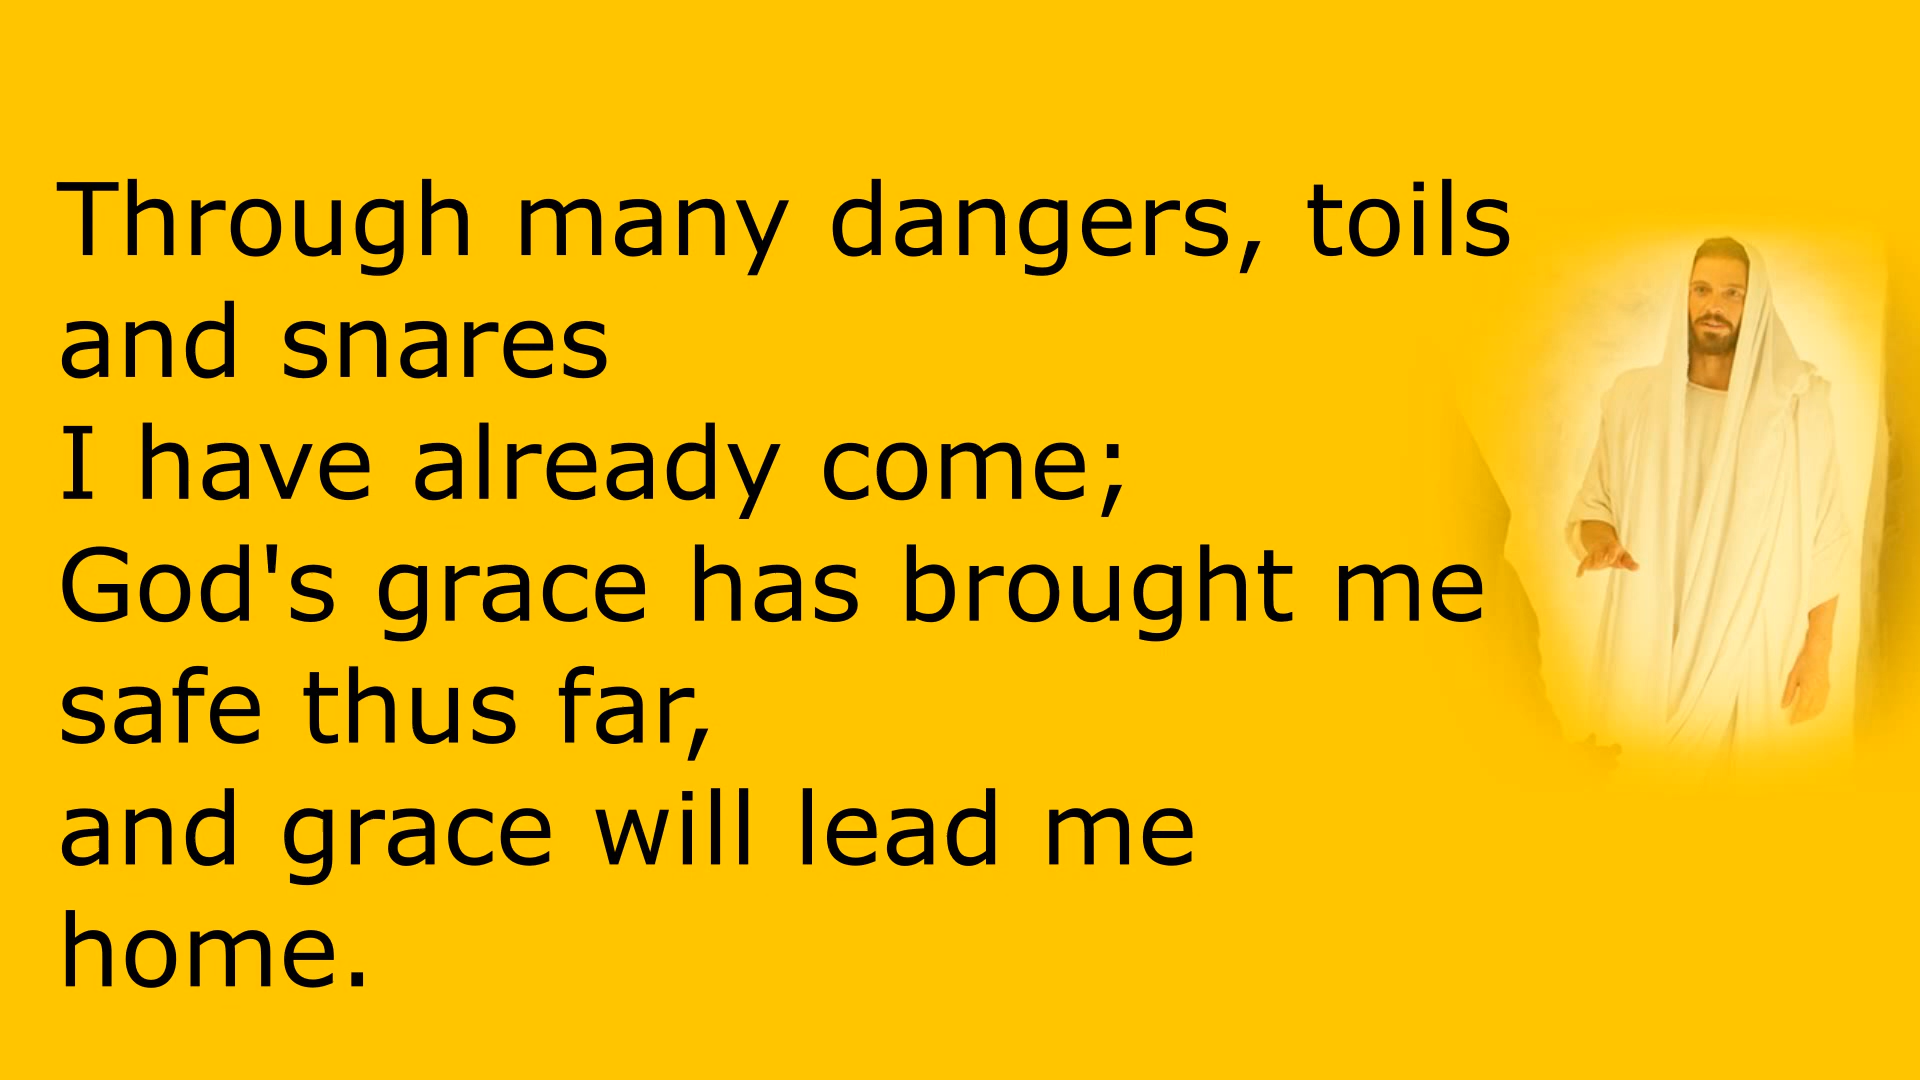 Through many dangers, toils
and snares
I have already come;
God's grace has brought me
safe thus far,
and grace will lead me
home.